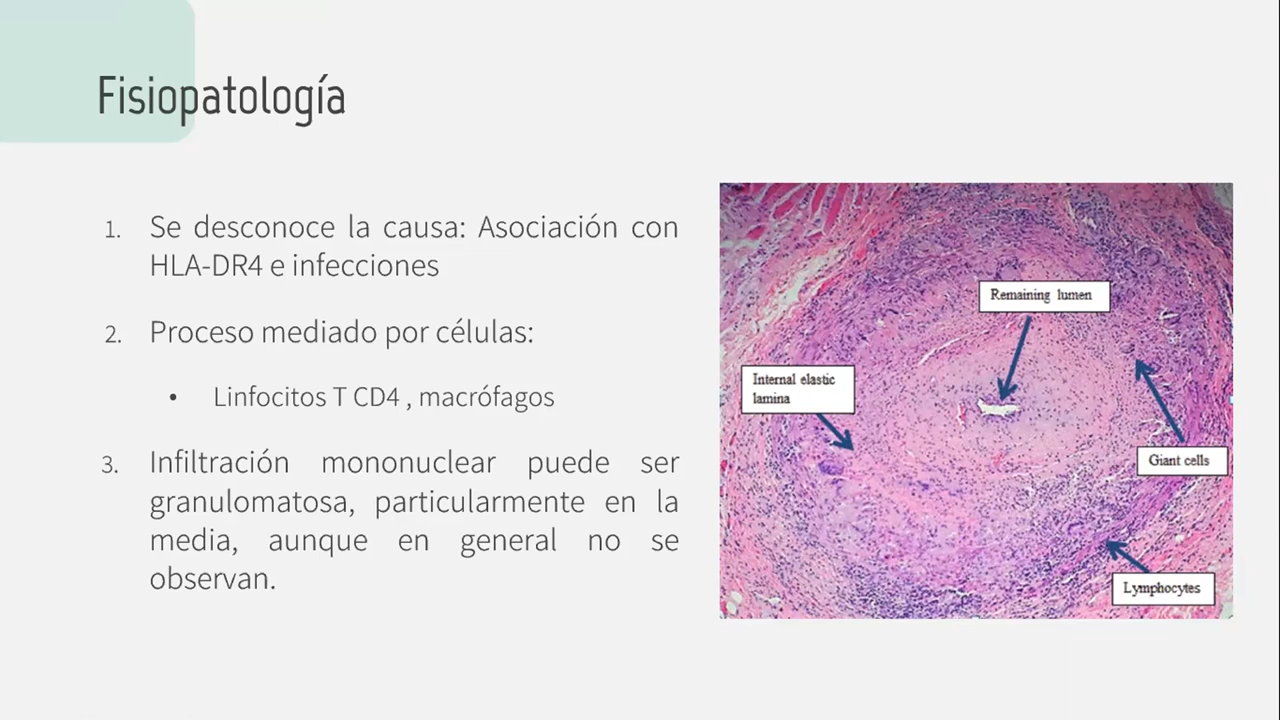 Fisiopatología
1. Se desconoce la causa: Asociación con
HLA-DR4 e infecciones
2. Proceso mediado por células:
• Linfocitos T CD4 , macrófagos
3. Infiltración mononuclear puede ser
granulomatosa, particularmente en la
media, aunque en general no se
observan.
Remaining lumen
Internal elastic
lamina
Giant cells
Lymphocytes